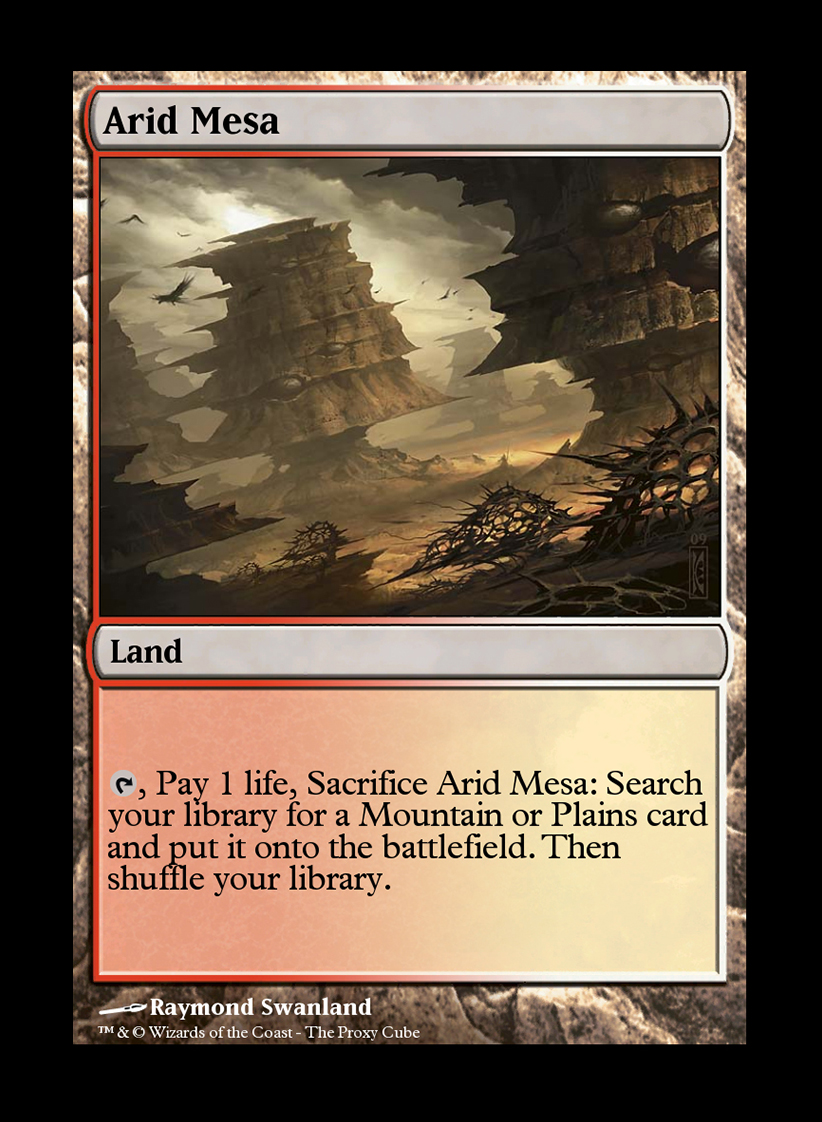 Arid Mesa
09
Land
, Pay 1 life, Sacrifice Arid Mesa: Search
your library for a Mountain or Plains card
and put it onto the battlefield. Then
shuffle your library.
Raymond Swanland
™ & © Wizards of the Coast - The Proxy Cube